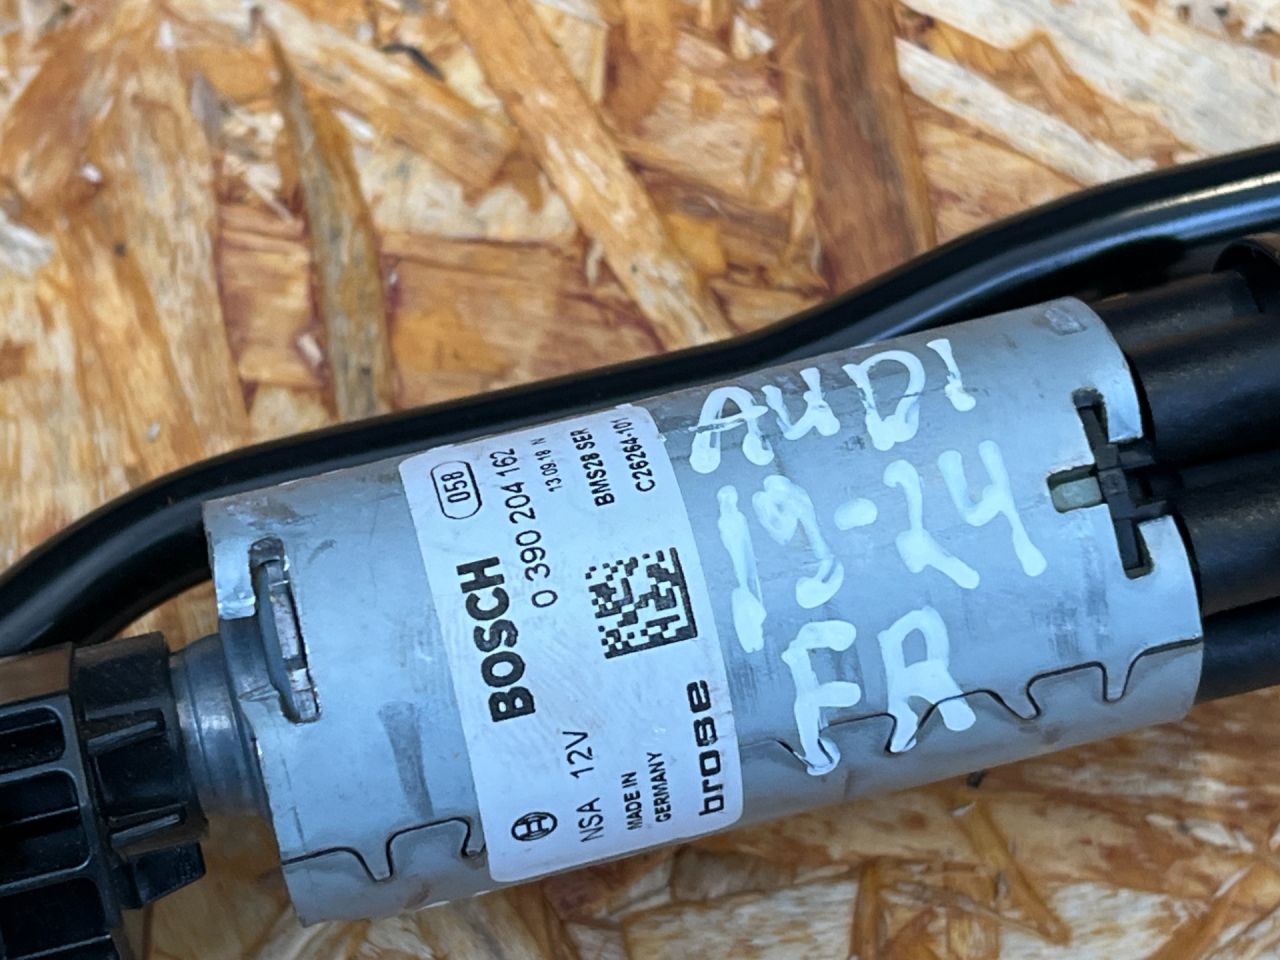 058
BOSCH
0 390 204 162
13.09.18 N
NSA 12V
BMS28 SER
C26264-101
MADE IN
GERMANY
brose
AUDI
19-24
FR